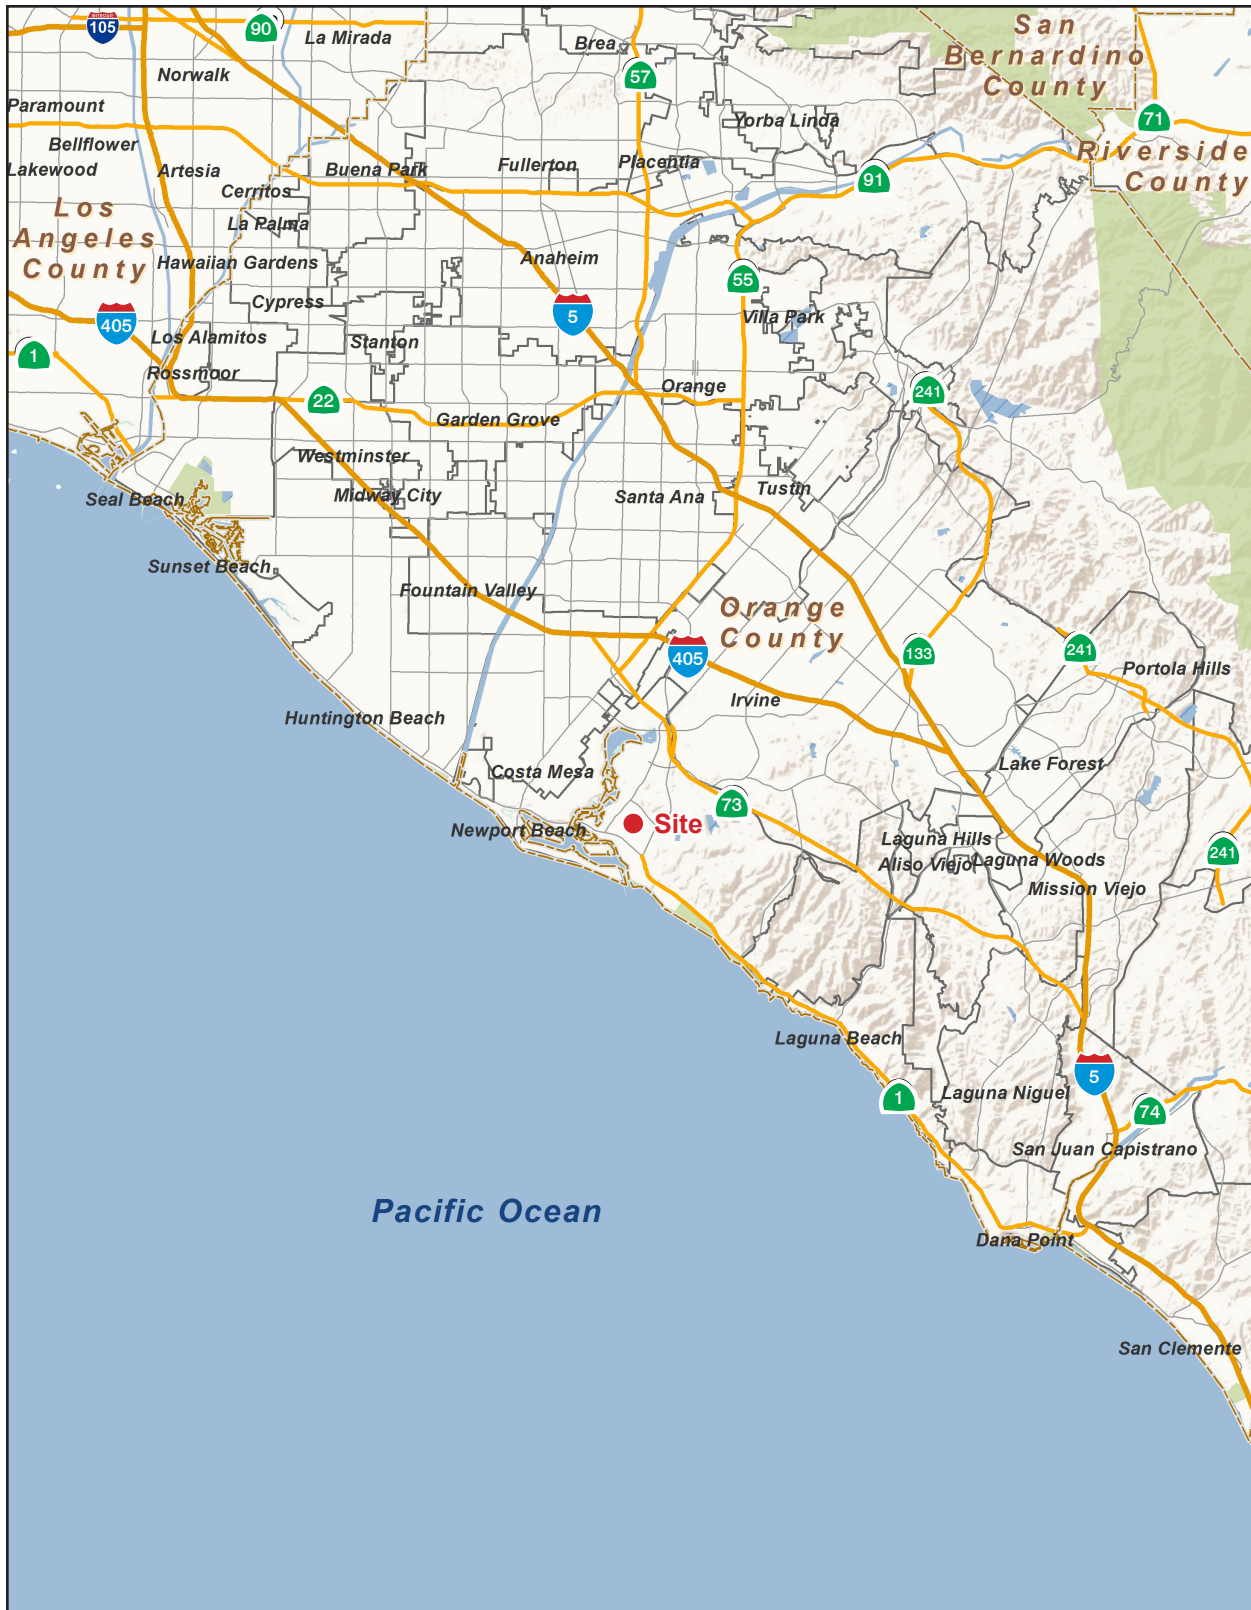 San
Bernardino
County
105
90
La Mirada
Brea
Norwalk
57
Paramount
71
Yorba Linda
Bellflower
Riverside
County
Lakewood
Artesia
Buena Park
Fullerton
Placentia
91
Cerritos
Los
Angeles
County
La Palma
Hawaiian Gardens
Anaheim
55
Cypress
405
5
Villa Park
Los Alamitos
Stanton
1
Rossmoor
Orange
241
22
Garden Grove
Westminster
Seal Beach
Midway City
Santa Ana
Tustin
Sunset Beach
Fountain Valley
Orange
County
405
133
241
Portola Hills
Irvine
Huntington Beach
Costa Mesa
Lake Forest
73
Newport Beach
Site
Laguna Hills
Aliso Viejo
Laguna Woods
241
Mission Viejo
Laguna Beach
5
1
Laguna Niguel
74
San Juan Capistrano
Pacific Ocean
Dana Point
San Clemente